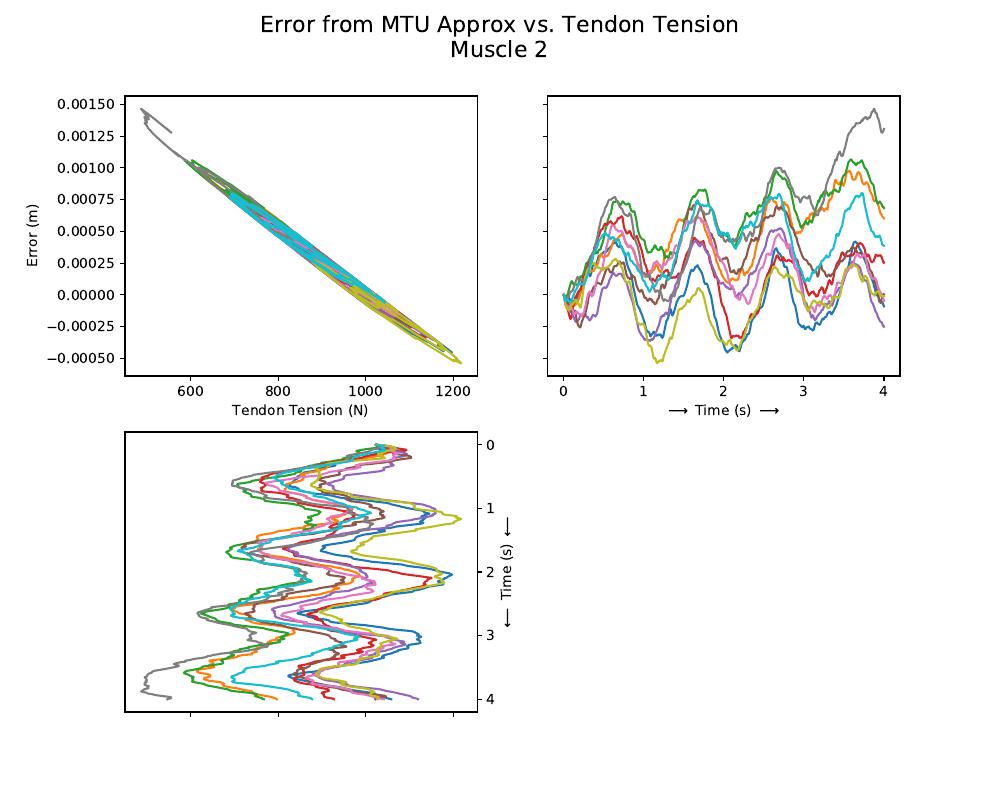 Error from MTU Approx vs. Tendon Tension
Muscle 2
0.00150
0.00125
0.00100
0.00075
0.00050
0.00025
0.00000
−0.00025
−0.00050
Error (m)
600 800 1000 1200
Tendon Tension (N)
0 1 2 3 4
⟶ Time (s) ⟶
0
1
2
3
4
⟵ Time (s) ⟵